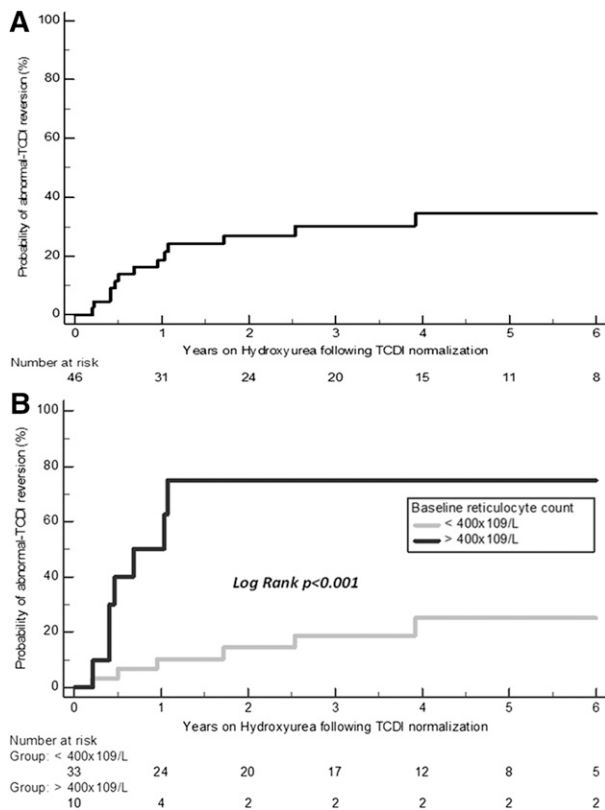 A
Probability of abnormal-TCDI reversion (%)
100
80
60
40
20
0
0 1 2 3 4 5 6
Years on Hydroxyurea following TCDI normalization
Number at risk
46 31 24 20 15 11 8
B
Probability of abnormal-TCDI reversion (%)
100
80
60
40
20
0
Baseline reticulocyte count
< 400x109/L
> 400x109/L
Log Rank p<0.001
0 1 2 3 4 5 6
Years on Hydroxyurea following TCDI normalization
Number at risk
Group: < 400x109/L
33 24 20 17 12 8 5
Group: > 400x109/L
10 4 2 2 2 2 2